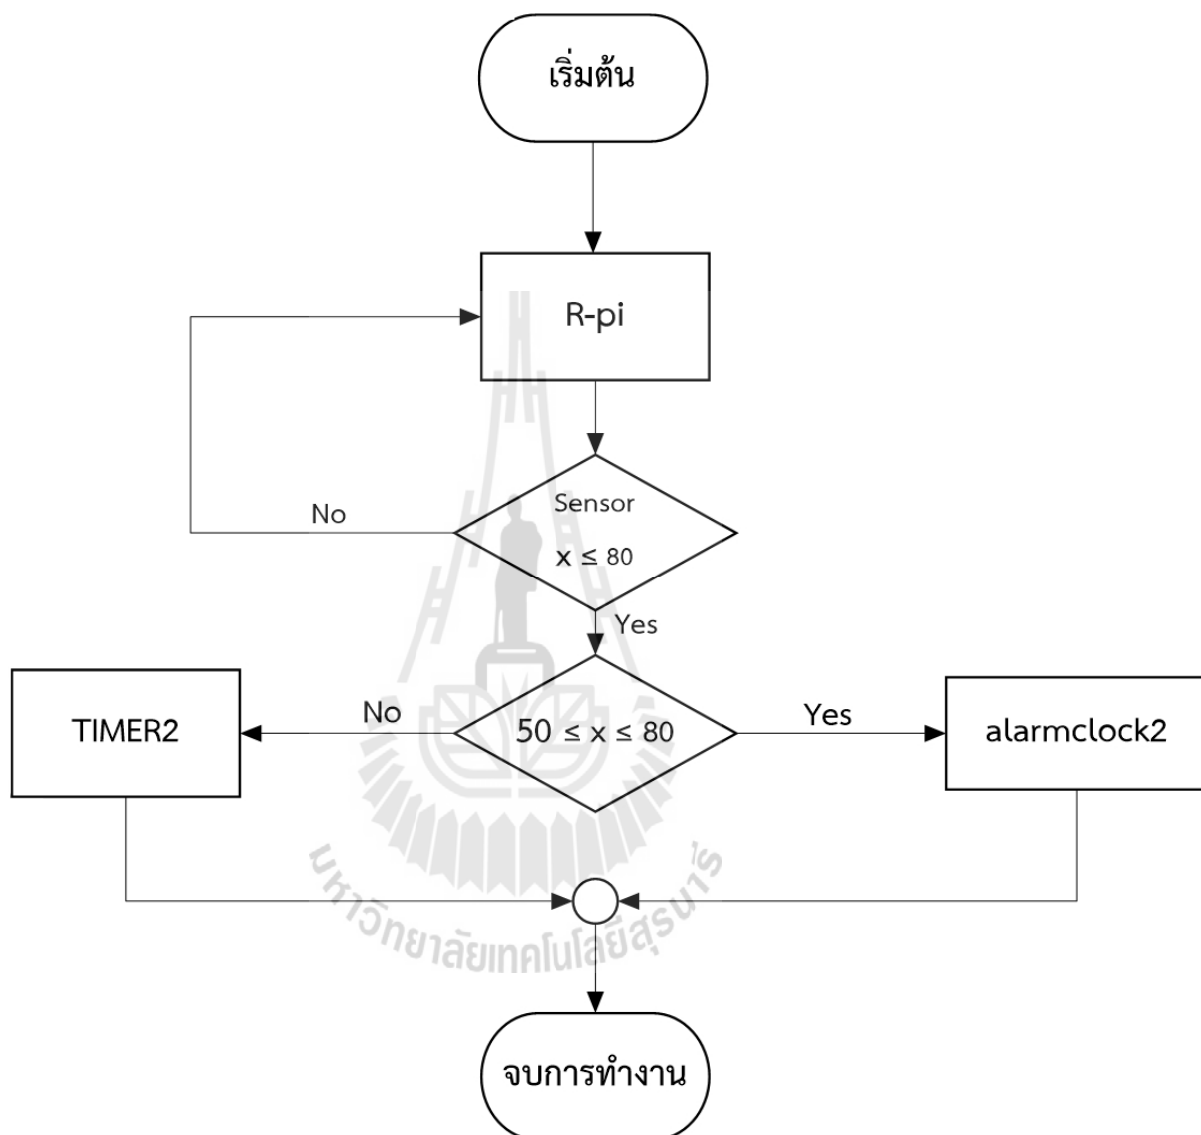 เริ่มต้น
R-pi
Sensor
x ≤ 80
No
Yes
TIMER2
No
50 ≤ x ≤ 80
Yes
alarmclock2
มหาวิทยาลัยเทคโนโลยีสุรนารี
จบการทำงาน